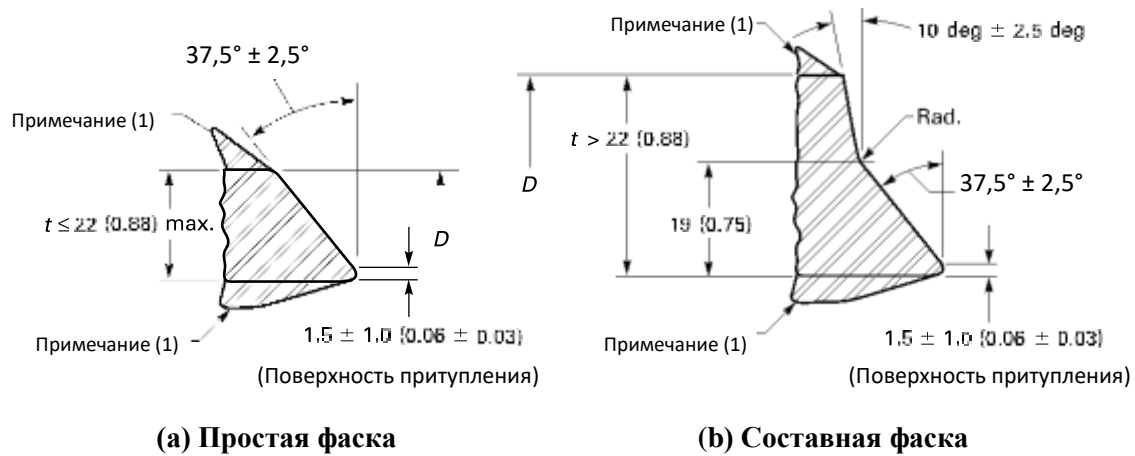 37,5° ± 2,5°
Примечание (1)
t ≤ 22 (0.88) max.
D
Примечание (1)
1.5 ± 1.0 (0.06 ± 0.03)
(Поверхность притупления)
(a) Простая фаска
Примечание (1)
10 deg ± 2.5 deg
t > 22 (0.88)
Rad.
D
37,5° ± 2,5°
19 (0.75)
Примечание (1)
1.5 ± 1.0 (0.06 ± 0.03)
(Поверхность притупления)
(b) Составная фаска